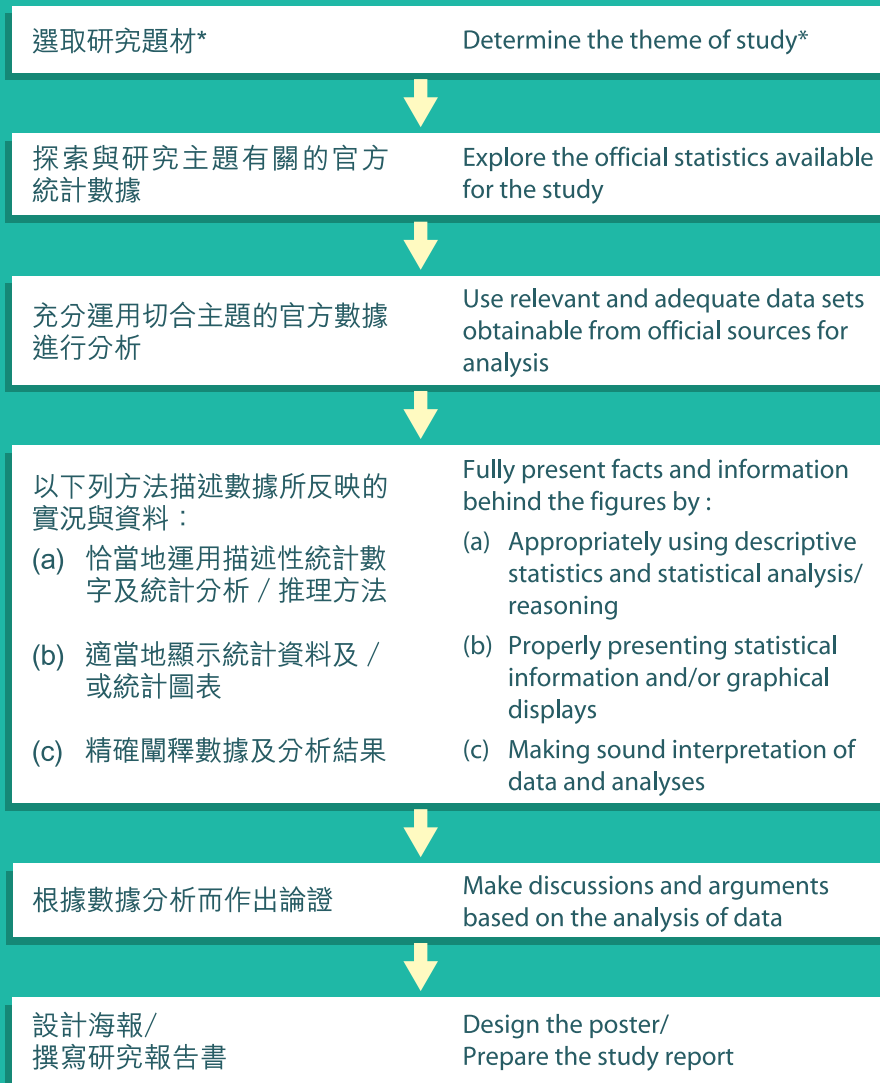 選取研究題材*
Determine the theme of study*
探索與研究主題有關的官方
統計數據
Explore the official statistics available
for the study
充分運用切合主題的官方數據
進行分析
Use relevant and adequate data sets
obtainable from official sources for
analysis
以下列方法描述數據所反映的
實況與資料：
(a) 恰當地運用描述性統計數
字及統計分析／推理方法
(b) 適當地顯示統計資料及／
或統計圖表
(c) 精確闡釋數據及分析結果
Fully present facts and information
behind the figures by :
(a) Appropriately using descriptive
statistics and statistical analysis/
reasoning
(b) Properly presenting statistical
information and/or graphical
displays
(c) Making sound interpretation of
data and analyses
根據數據分析而作出論證
Make discussions and arguments
based on the analysis of data
設計海報/
撰寫研究報告書
Design the poster/
Prepare the study report